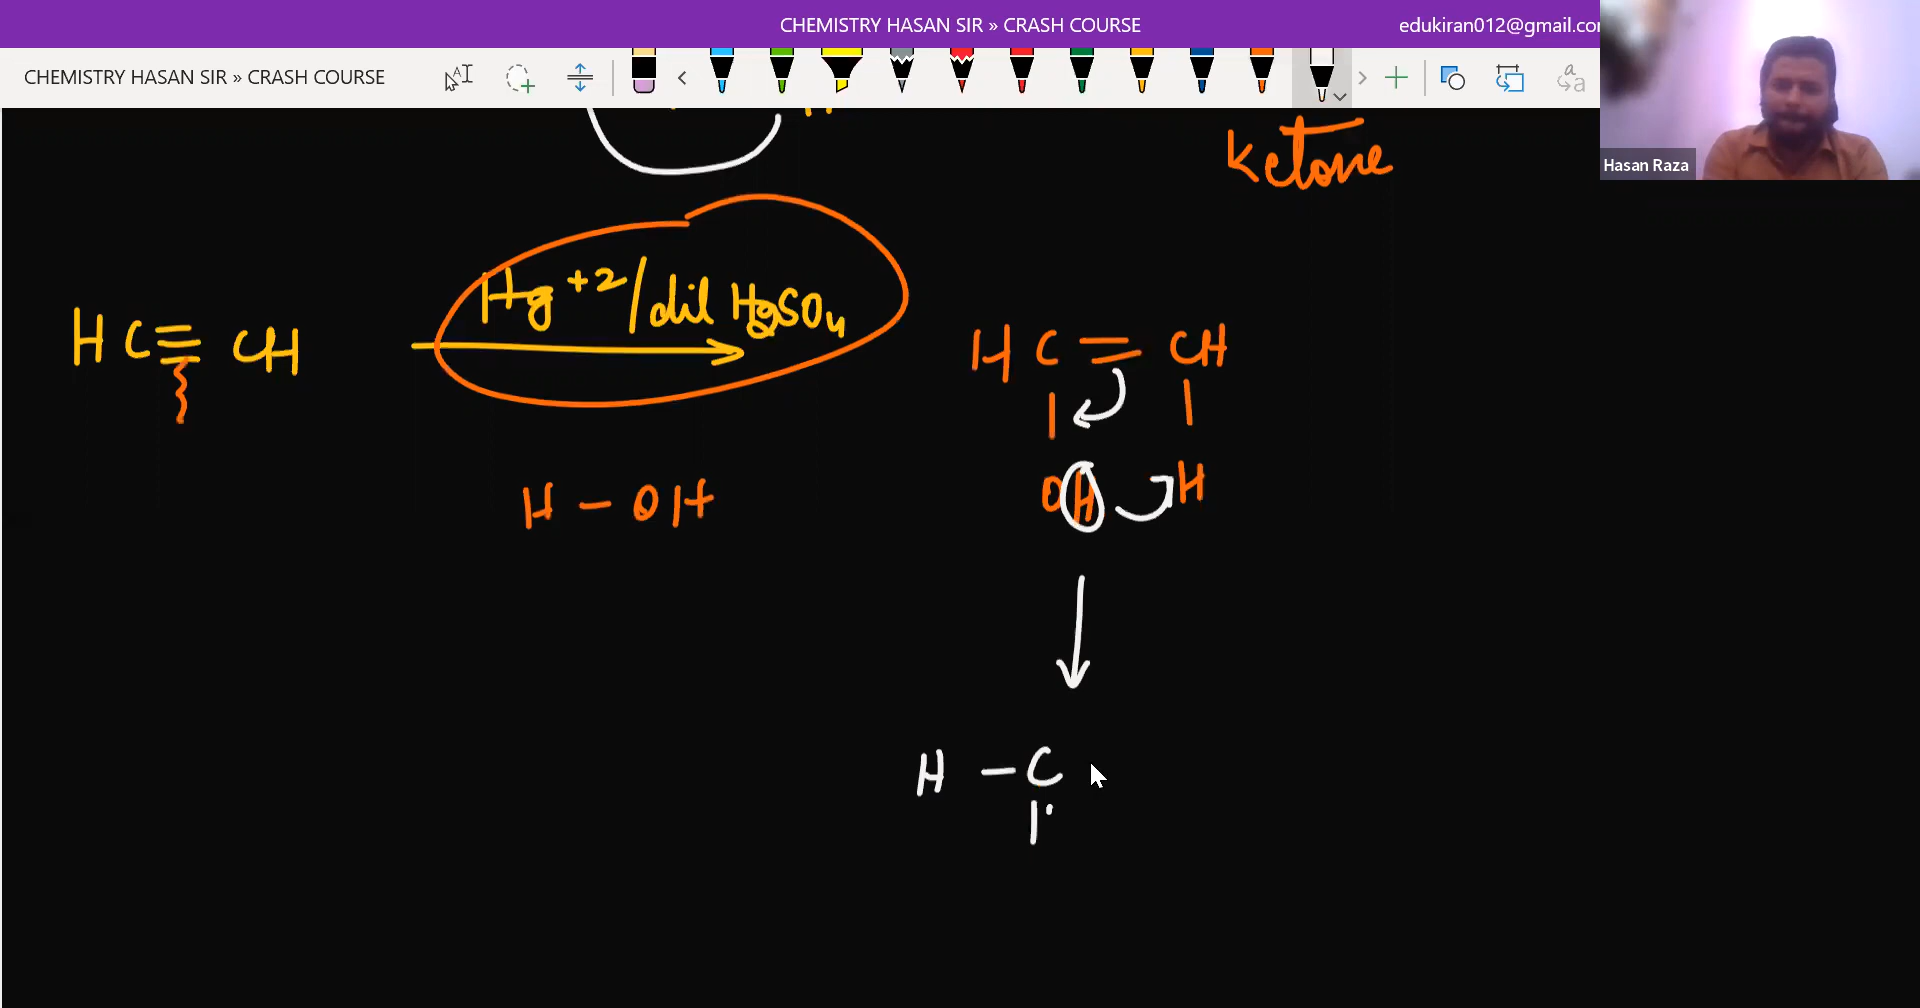 CHEMISTRY HASAN SIR » CRASH COURSE
edukiran012@gmail.co
CHEMISTRY HASAN SIR » CRASH COURSE
Hasan Raza
Ketone
HC≡CH
Hg+2/dil H2SO4
HC=CH
| |
OH H
H-OH
H-C